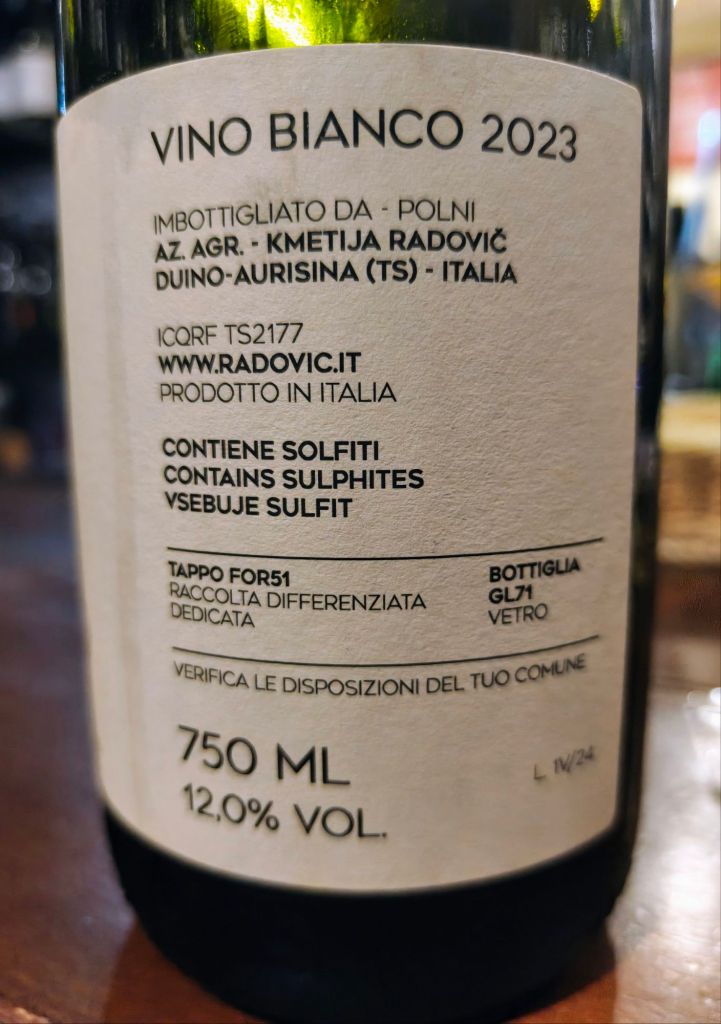 VINO BIANCO 2023
IMBOTTIGLIATO DA - POLNI
AZ. AGR. - KMETIJA RADOVIČ
DUINO-AURISINA (TS) - ITALIA
ICQRF TS2177
WWW.RADOVIC.IT
PRODOTTO IN ITALIA
CONTIENE SOLFITI
CONTAINS SULPHITES
VSEBUJE SULFIT
TAPPO FOR51
RACCOLTA DIFFERENZIATA
DEDICATA
BOTTIGLIA
GL71
VETRO
VERIFICA LE DISPOSIZIONI DEL TUO COMUNE
750 ML
12,0% VOL.
L. IV/24